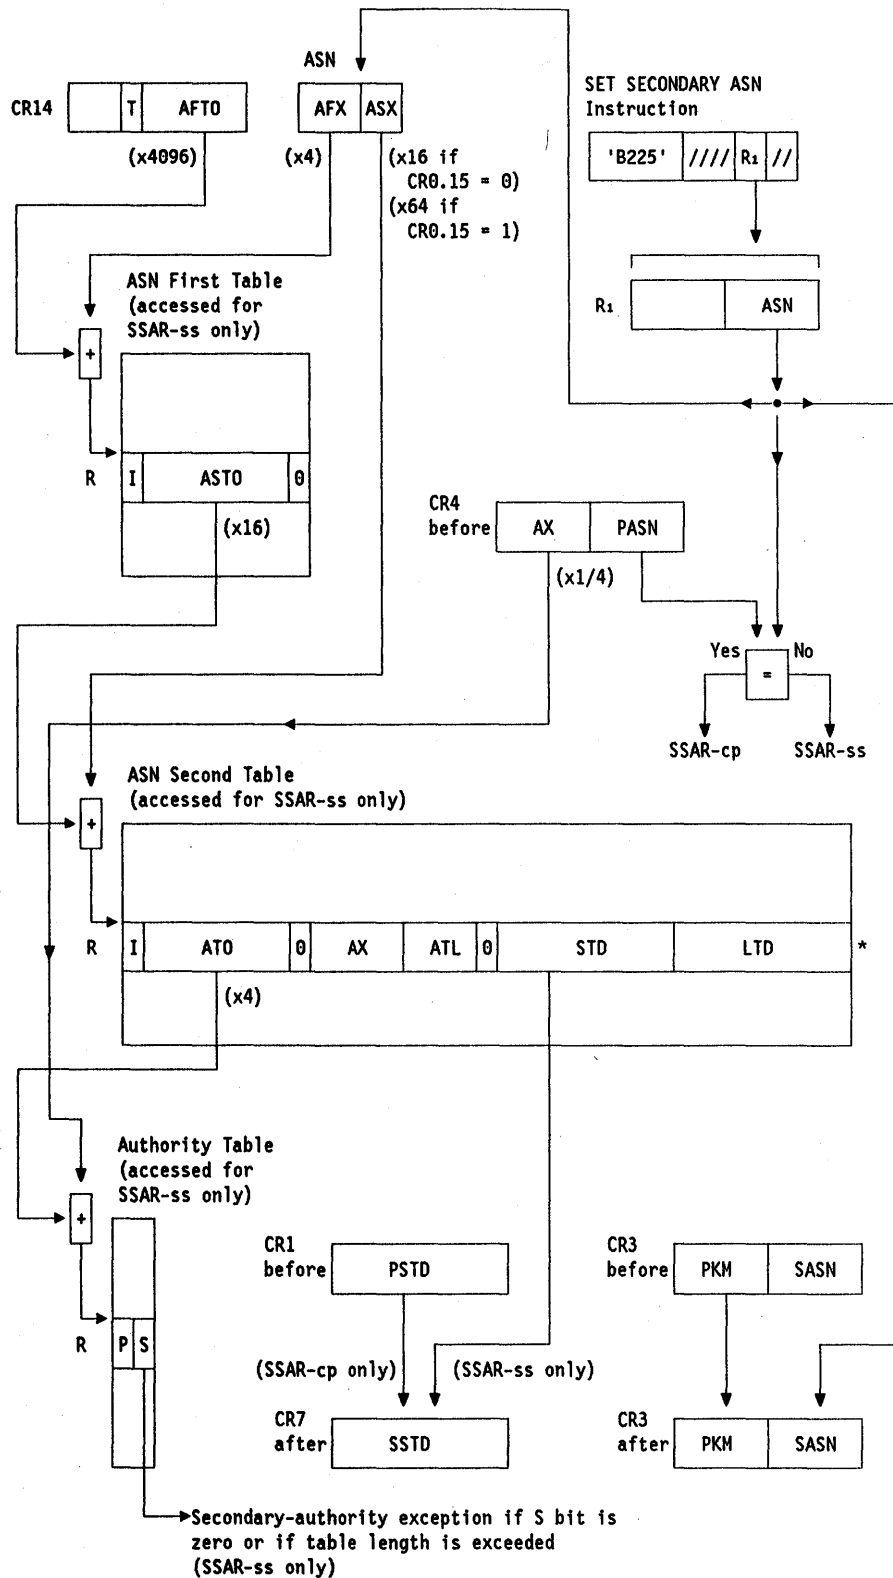 ASN
CR14 T AFTO AFX ASX
(x4096) (x4) (x16 if
CR0.15 = 0)
(x64 if
CR0.15 = 1)
SET SECONDARY ASN
Instruction
'B225' //// R1 //
R1 ASN
ASN First Table
(accessed for
SSAR-ss only)
+
R I ASTO 0
(x16)
CR4
before AX PASN
(x1/4)
Yes = No
SSAR-cp SSAR-ss
ASN Second Table
(accessed for SSAR-ss only)
+
R I ATO 0 AX ATL 0 STD LTD *
(x4)
Authority Table
(accessed for
SSAR-ss only)
+
R P S
CR1
before PSTD
CR3
before PKM SASN
(SSAR-cp only) (SSAR-ss only)
CR7
after SSTD
CR3
after PKM SASN
Secondary-authority exception if S bit is
zero or if table length is exceeded
(SSAR-ss only)